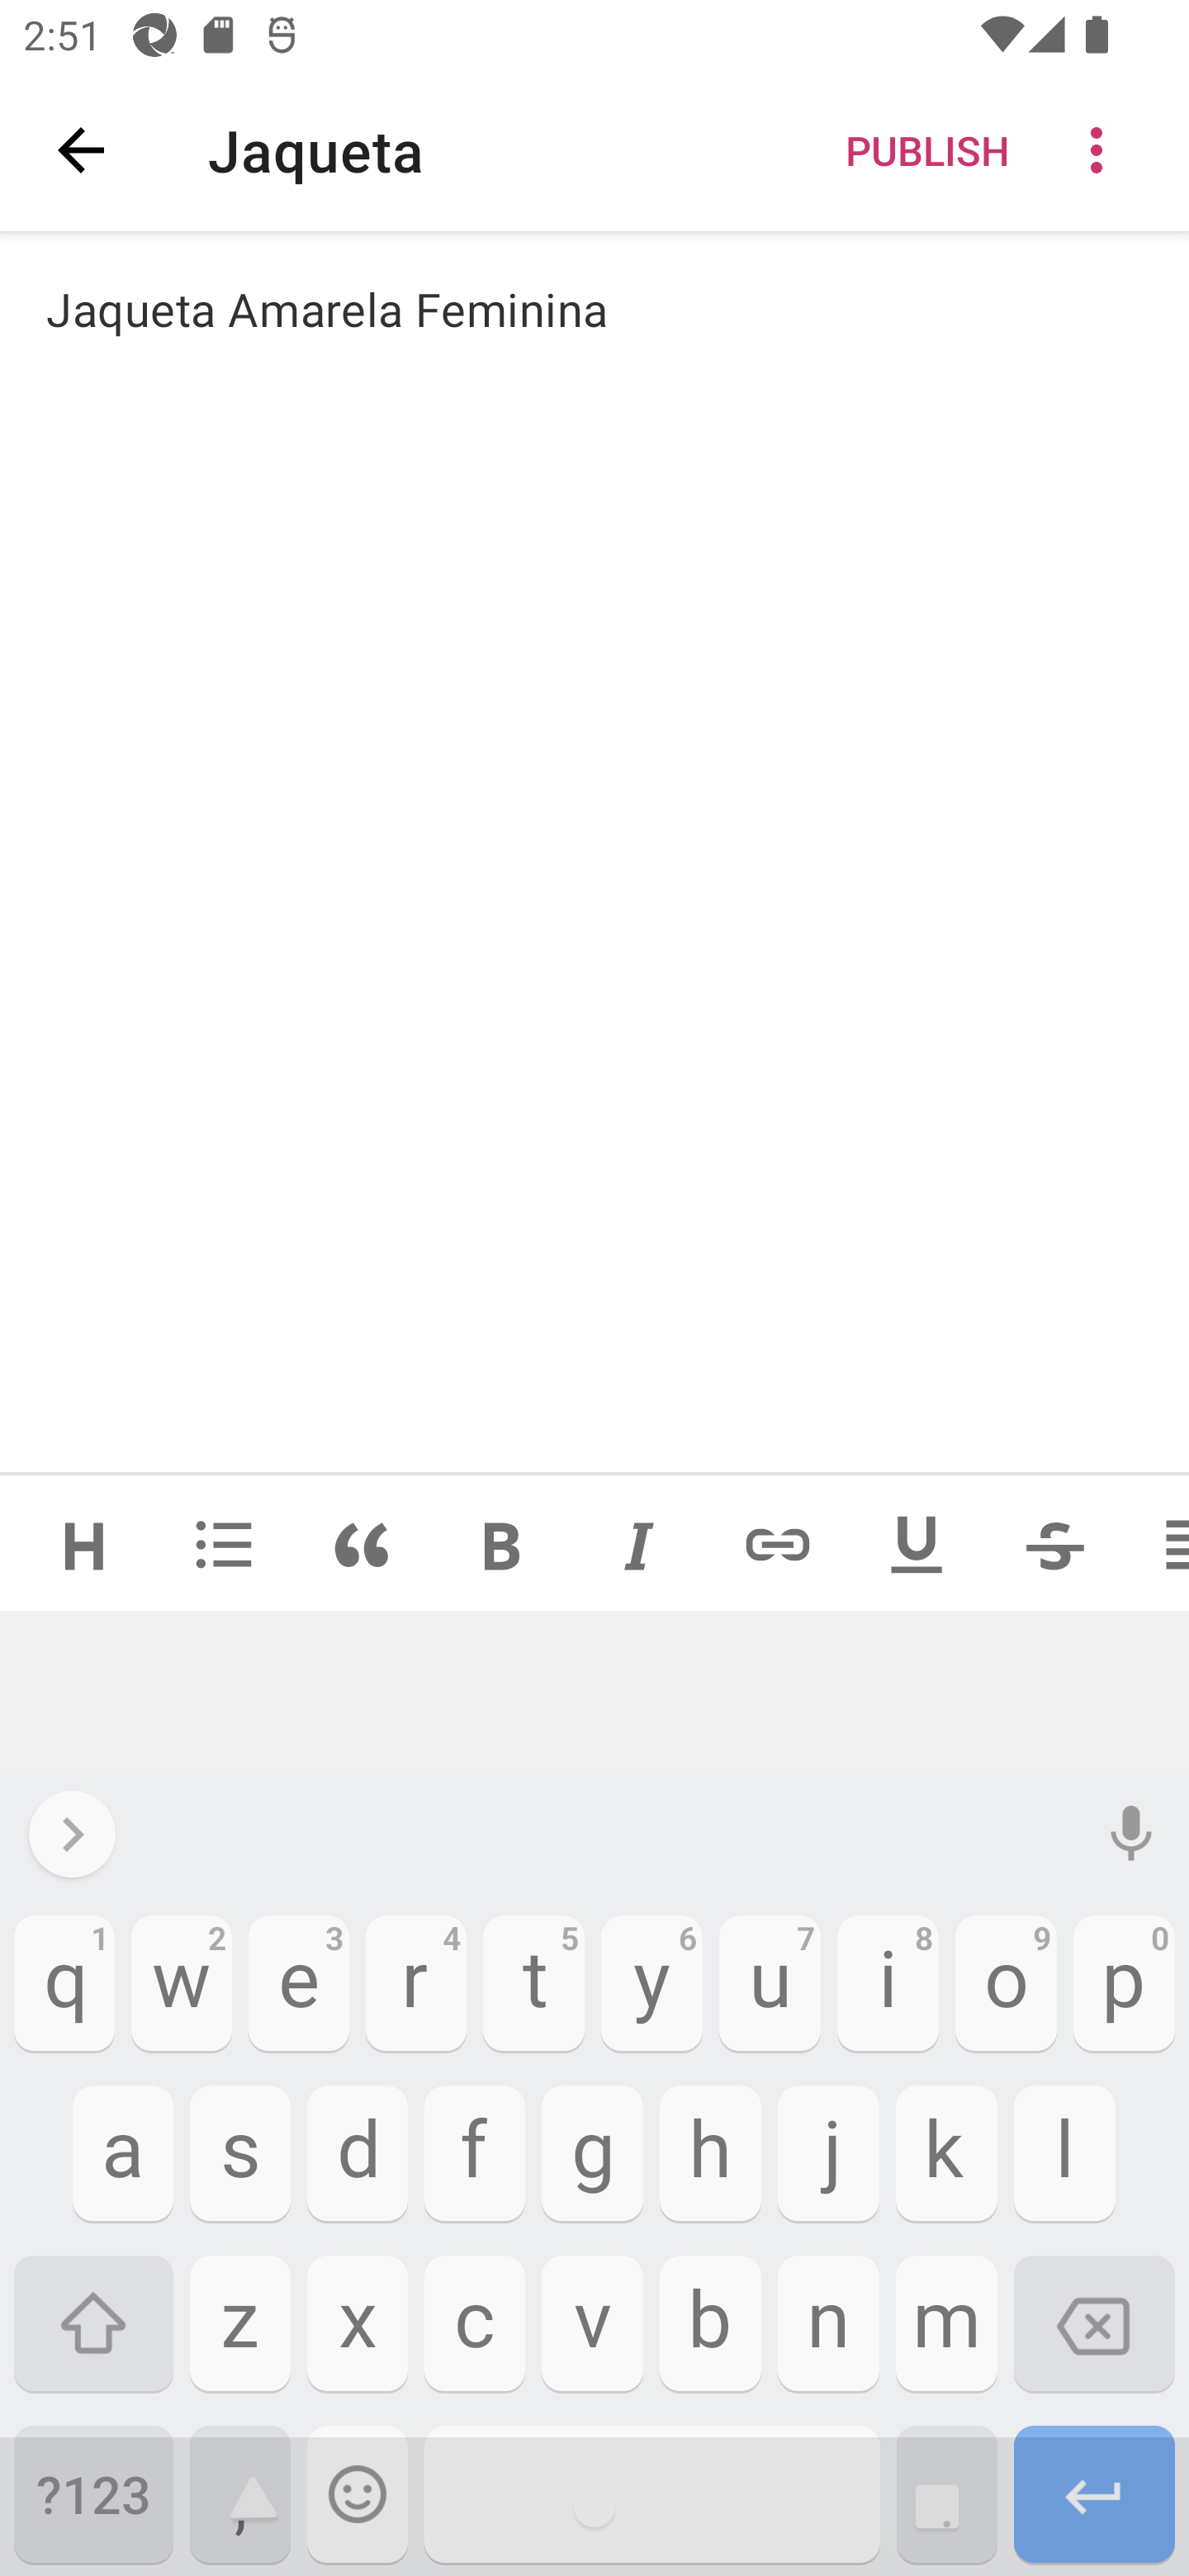 2:51
Jaqueta
PUBLISH
Jaqueta Amarela Feminina
H
B
I
U
S
1 2 3 4 5 6 7 8 9 0
q w e r t y u i o p
a s d f g h j k l
z x c v b n m
?123 , .